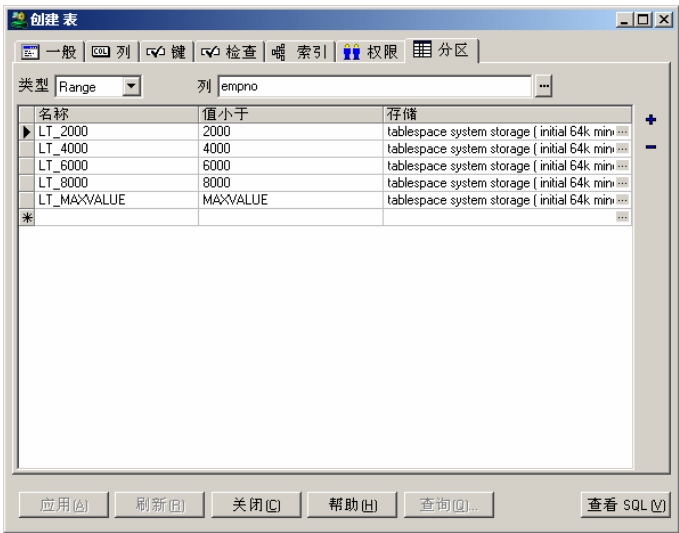 创建 表
一般 COL 列 键 检查 索引 权限 分区
类型 Range 列 empno ...
名称 值小于 存储
LT_2000 2000 tablespace system storage ( initial 64k min ...
LT_4000 4000 tablespace system storage ( initial 64k min ...
LT_6000 6000 tablespace system storage ( initial 64k min ...
LT_8000 8000 tablespace system storage ( initial 64k min ...
LT_MAXVALUE MAXVALUE tablespace system storage ( initial 64k min ...
* ...
应用(A) 刷新(R) 关闭(C) 帮助(H) 查询(Q)... 查看 SQL (V)